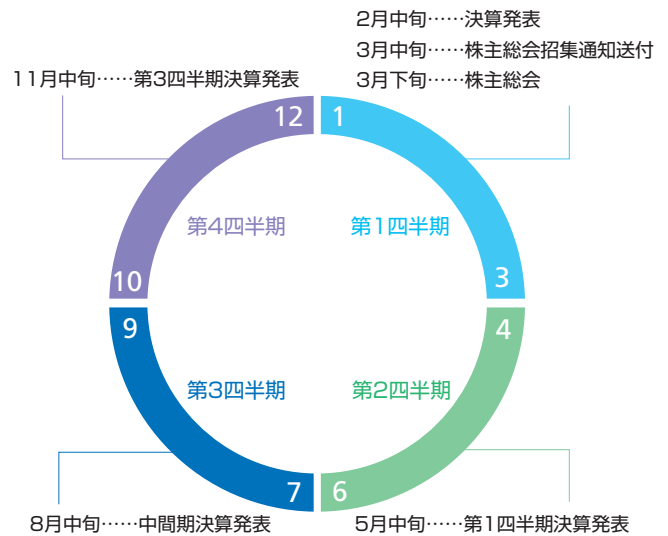 2月中旬……決算発表
3月中旬……株主総会招集通知送付
3月下旬……株主総会
11月中旬……第3四半期決算発表
12
1
第4四半期
第1四半期
10
3
9
4
第3四半期
第2四半期
7
6
8月中旬……中間期決算発表
5月中旬……第1四半期決算発表